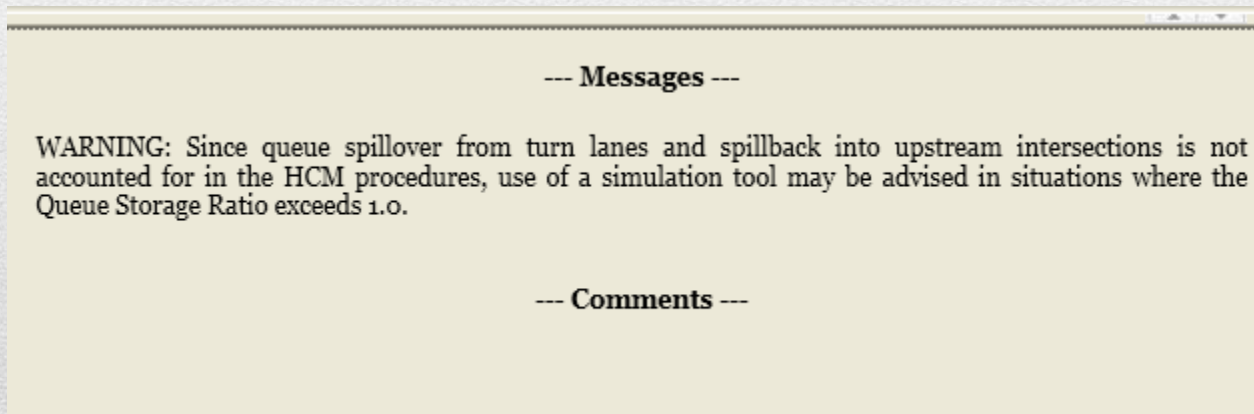 --- Messages ---
WARNING: Since queue spillover from turn lanes and spillback into upstream intersections is not
accounted for in the HCM procedures, use of a simulation tool may be advised in situations where the
Queue Storage Ratio exceeds 1.0.
--- Comments ---